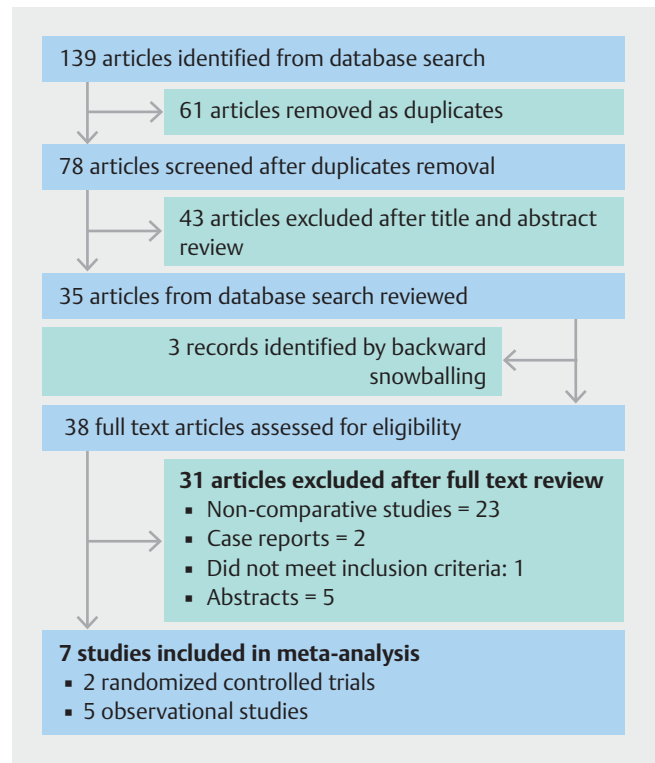 139 articles identified from database search
61 articles removed as duplicates
78 articles screened after duplicates removal
43 articles excluded after title and abstract
review
35 articles from database search reviewed
3 records identified by backward
snowballing
38 full text articles assessed for eligibility
31 articles excluded after full text review
▪ Non-comparative studies = 23
▪ Case reports = 2
▪ Did not meet inclusion criteria: 1
▪ Abstracts = 5
7 studies included in meta-analysis
▪ 2 randomized controlled trials
▪ 5 observational studies